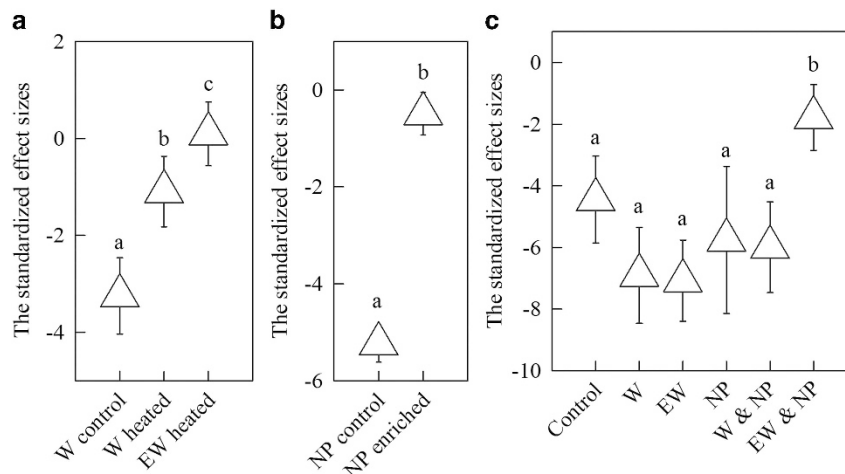 a
The standardized effect sizes
2
0
-2
-4
a
b
c
W control
W heated
EW heated
b
The standardized effect sizes
0
-2
-4
-6
a
b
NP control
NP enriched
c
The standardized effect sizes
0
-2
-4
-6
-8
-10
a
a
a
a
a
b
Control
W
EW
NP
W & NP
EW & NP